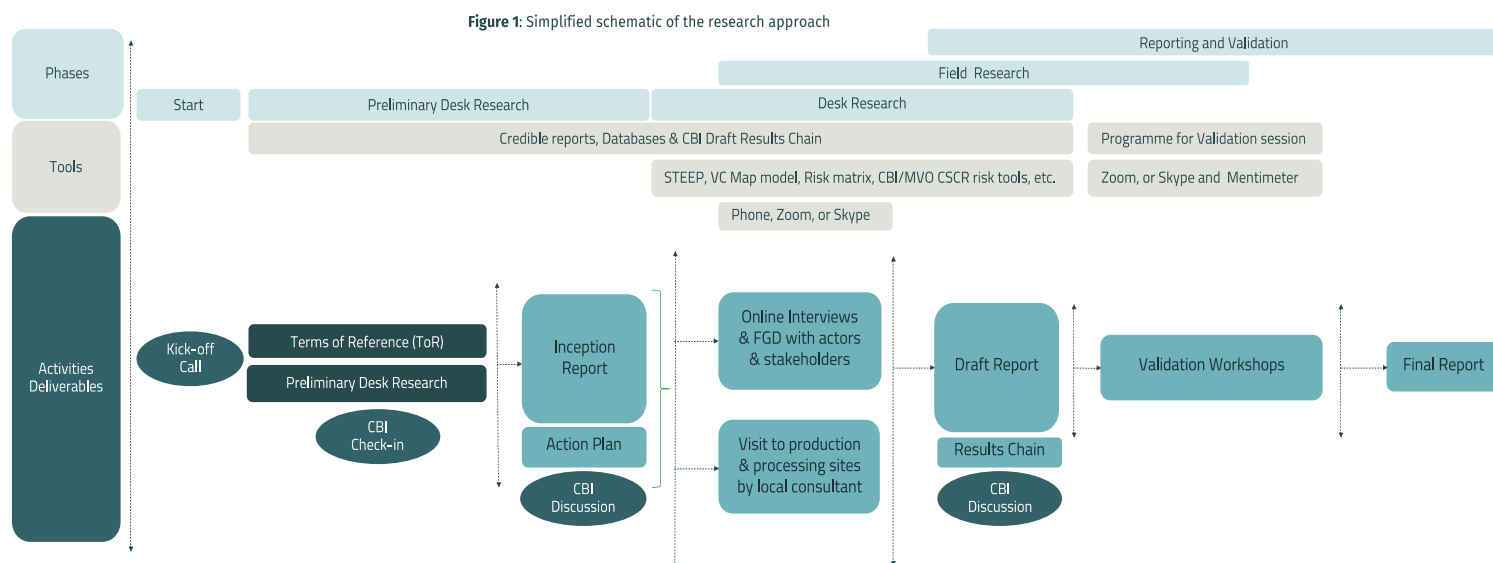 Figure 1: Simplified schematic of the research approach
Phases
Reporting and Validation
Field Research
Start
Preliminary Desk Research
Desk Research
Tools
Credible reports, Databases & CBI Draft Results Chain
Programme for Validation session
STEEP, VC Map model, Risk matrix, CBI/MVO CSCR risk tools, etc.
Zoom, or Skype and Mentimeter
Phone, Zoom, or Skype
Activities
Deliverables
Kick-off
Call
Terms of Reference (ToR)
Preliminary Desk Research
CBI
Check-in
Inception
Report
Action Plan
CBI
Discussion
Online Interviews
& FGD with actors
& stakeholders
Visit to production
& processing sites
by local consultant
Draft Report
Results Chain
CBI
Discussion
Validation Workshops
Final Report